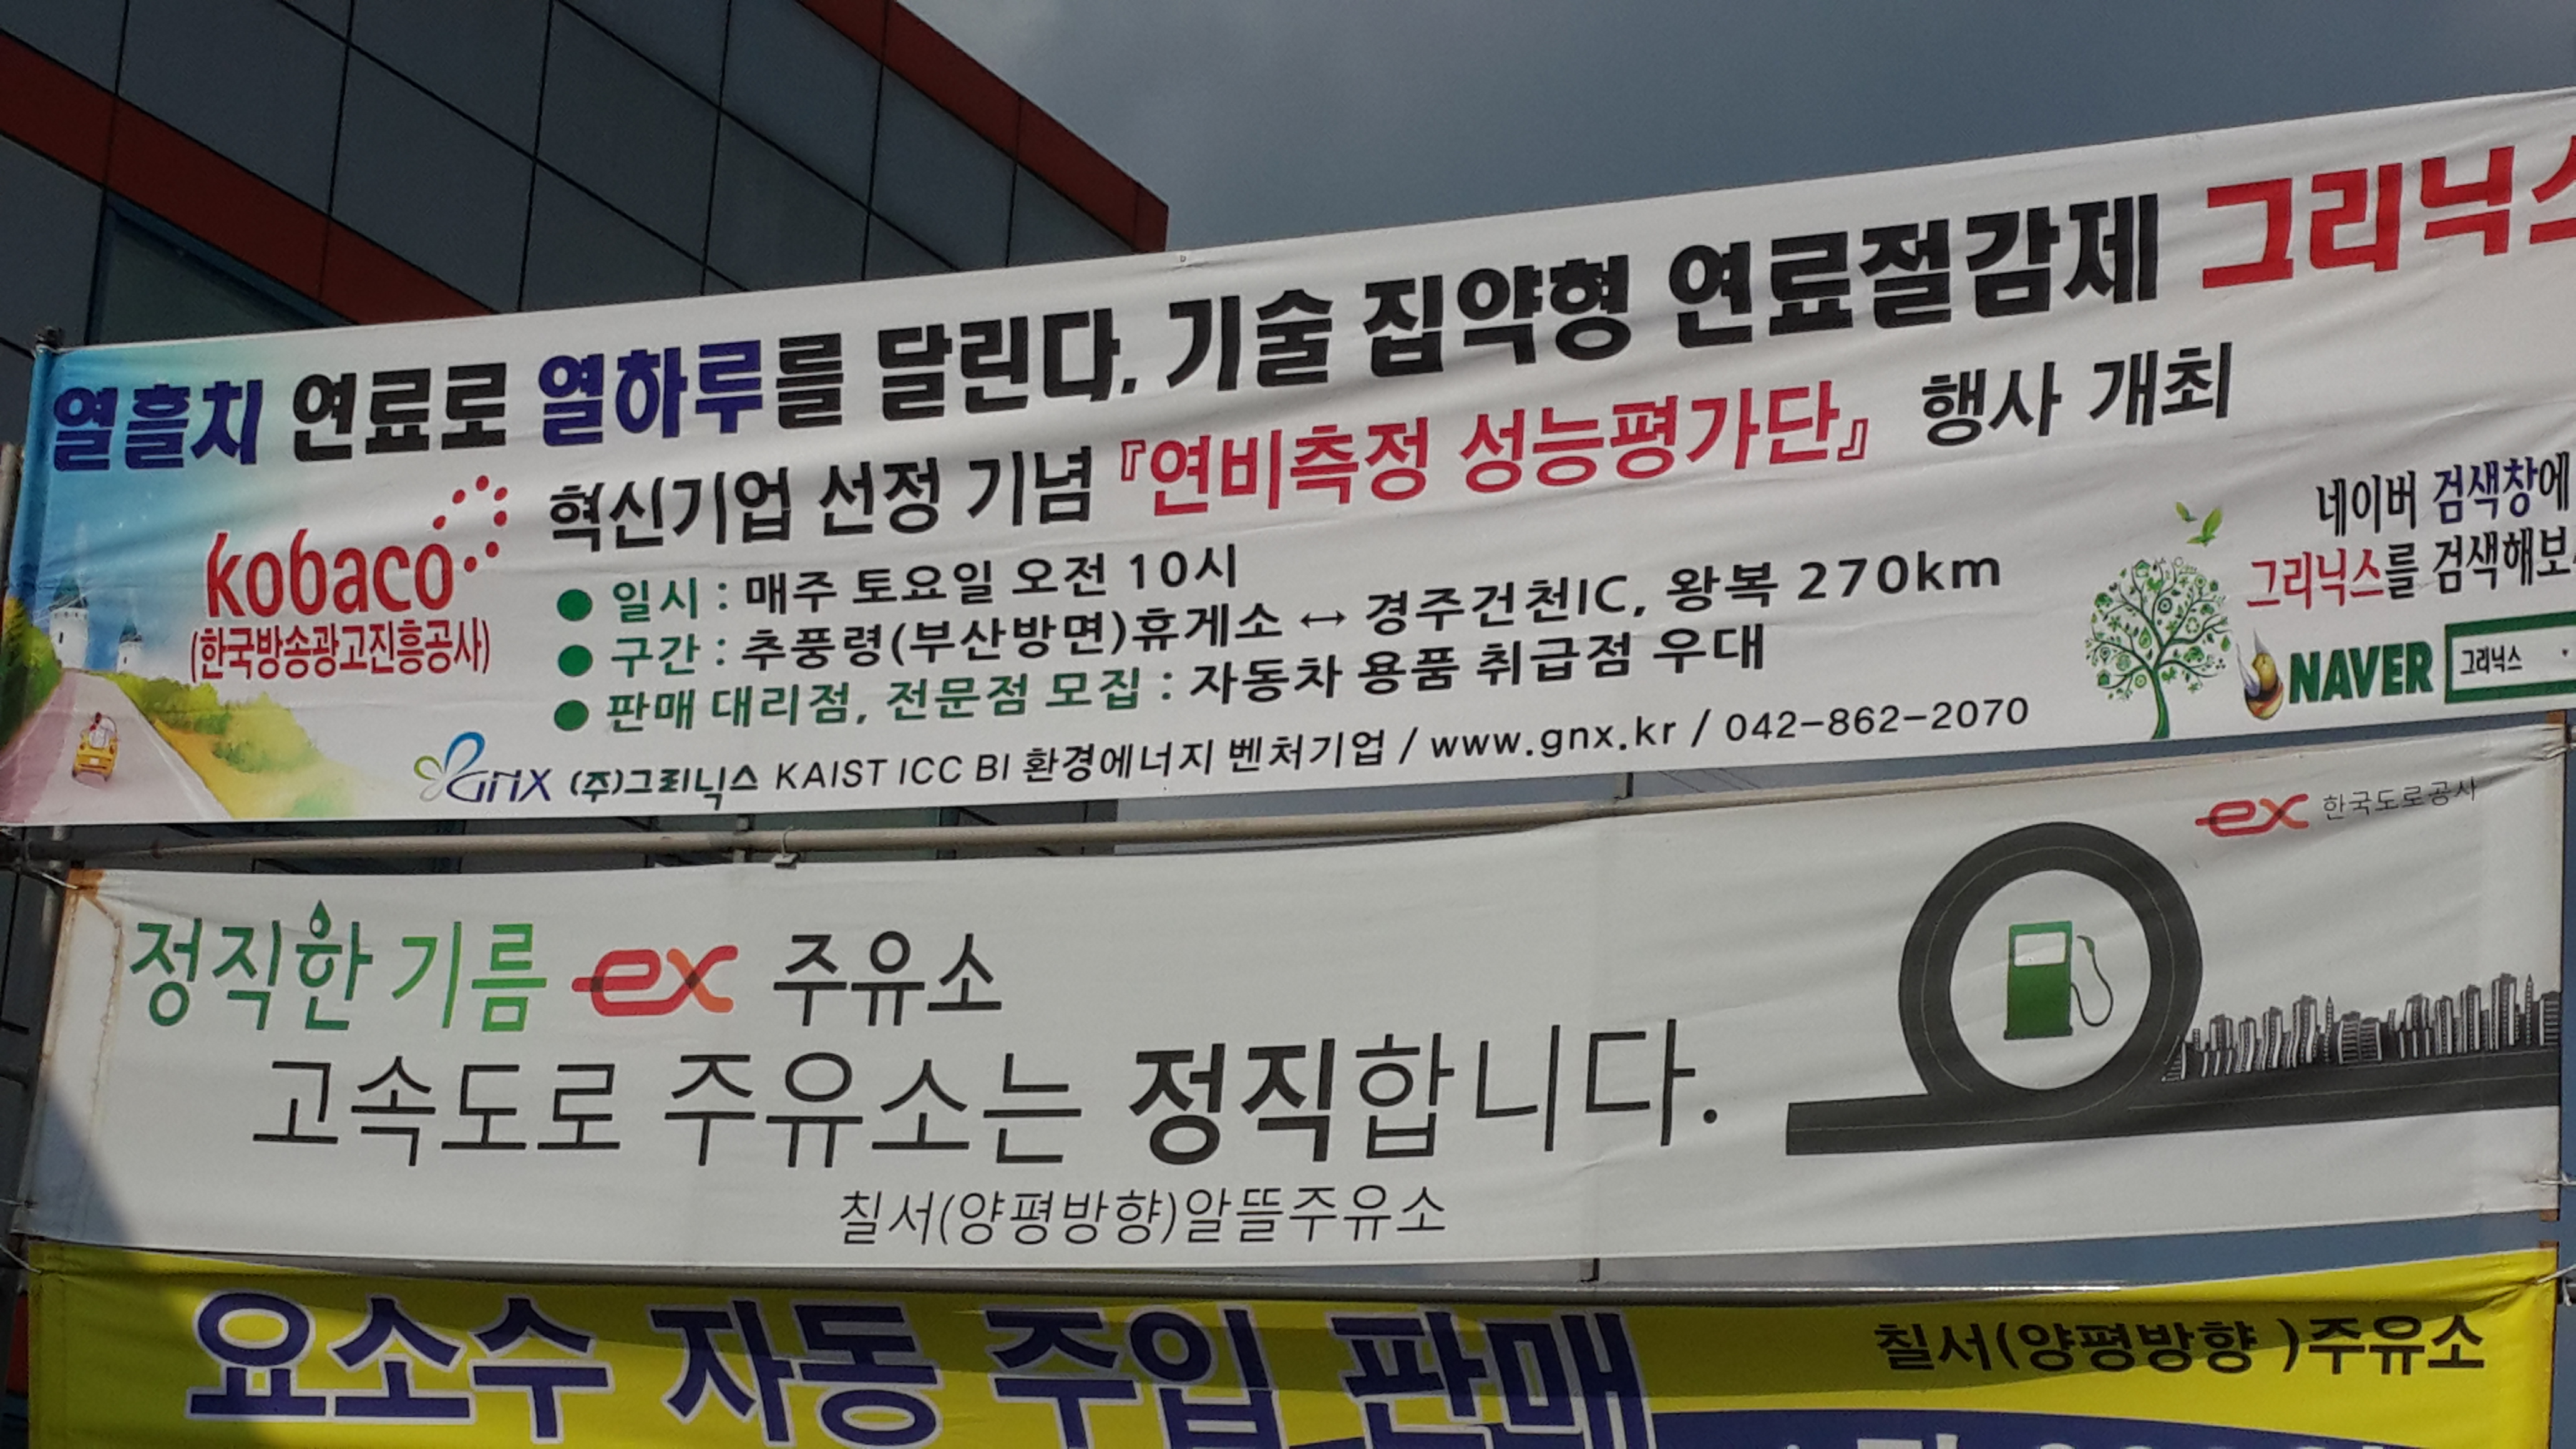 열흘치 연료로 열하루를 달린다. 기술 집약형 연료절감제 그리닉스
혁신기업 선정 기념 『연비측정 성능평가단』 행사 개최
kobaco
(한국방송광고진흥공사)
● 일시 : 매주 토요일 오전 10시
● 구간 : 추풍령(부산방면)휴게소 ↔ 경주건천IC, 왕복 270km
● 판매 대리점, 전문점 모집 : 자동차 용품 취급점 우대
네이버 검색창에
그리닉스를 검색해보
NAVER 그리닉스
GNX (주)그리닉스 KAIST ICC BI 환경에너지 벤처기업 / www.gnx.kr / 042-862-2070
ex 한국도로공사
정직한 기름 ex 주유소
고속도로 주유소는 정직합니다.
칠서(양평방향)알뜰주유소
요소수 자동 주입 판매
칠서(양평방향 )주유소